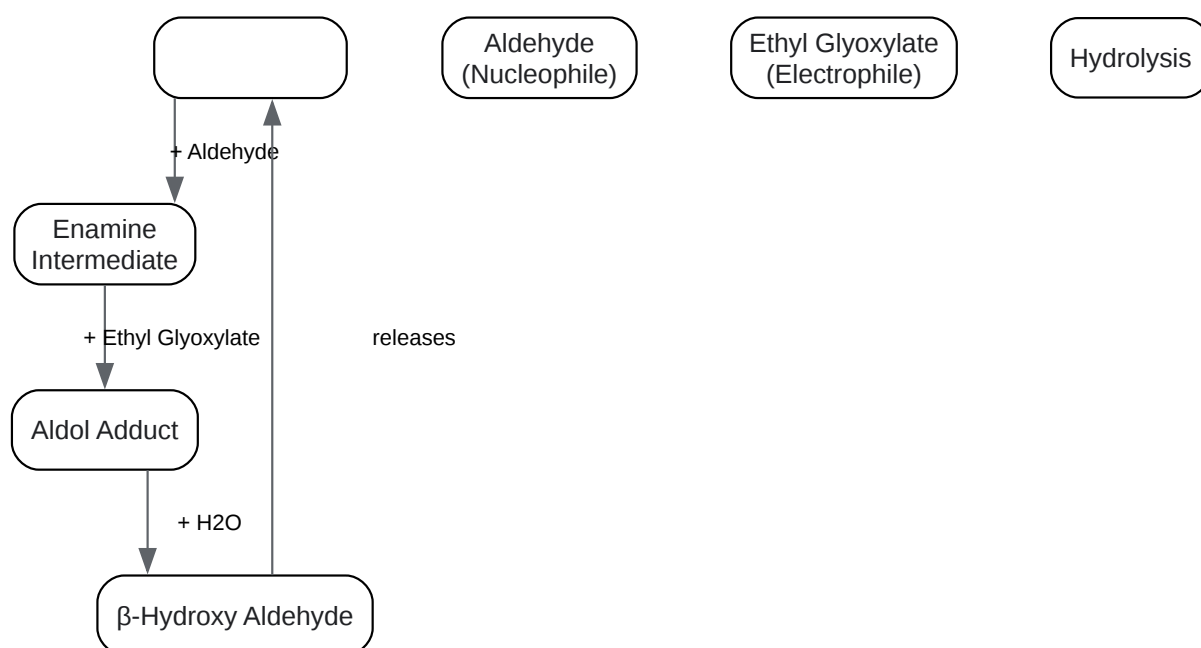 Aldehyde
(Nucleophile)
Ethyl Glyoxylate
(Electrophile)
Hydrolysis
+ Aldehyde
Enamine
Intermediate
+ Ethyl Glyoxylate
releases
Aldol Adduct
+ H2O
β-Hydroxy Aldehyde